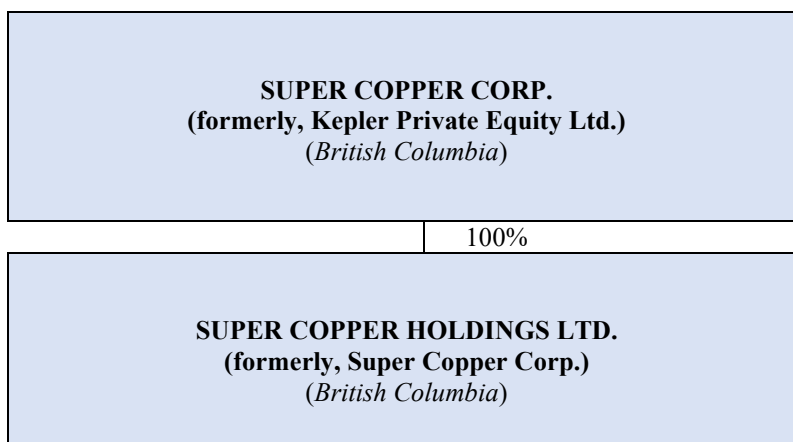 SUPER COPPER CORP.
(formerly, Kepler Private Equity Ltd.)
(British Columbia)
100%
SUPER COPPER HOLDINGS LTD.
(formerly, Super Copper Corp.)
(British Columbia)